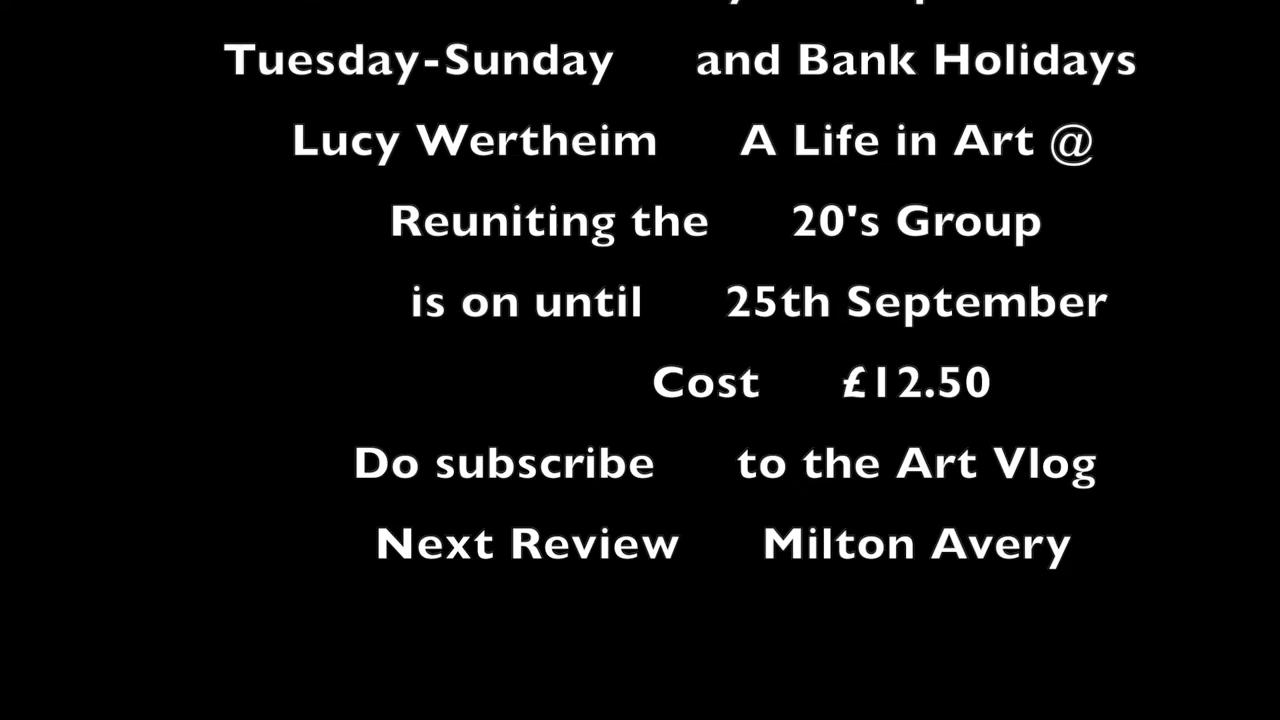 Tuesday-Sunday and Bank Holidays
Lucy Wertheim A Life in Art @
Reuniting the 20's Group
is on until 25th September
Cost £12.50
Do subscribe to the Art Vlog
Next Review Milton Avery